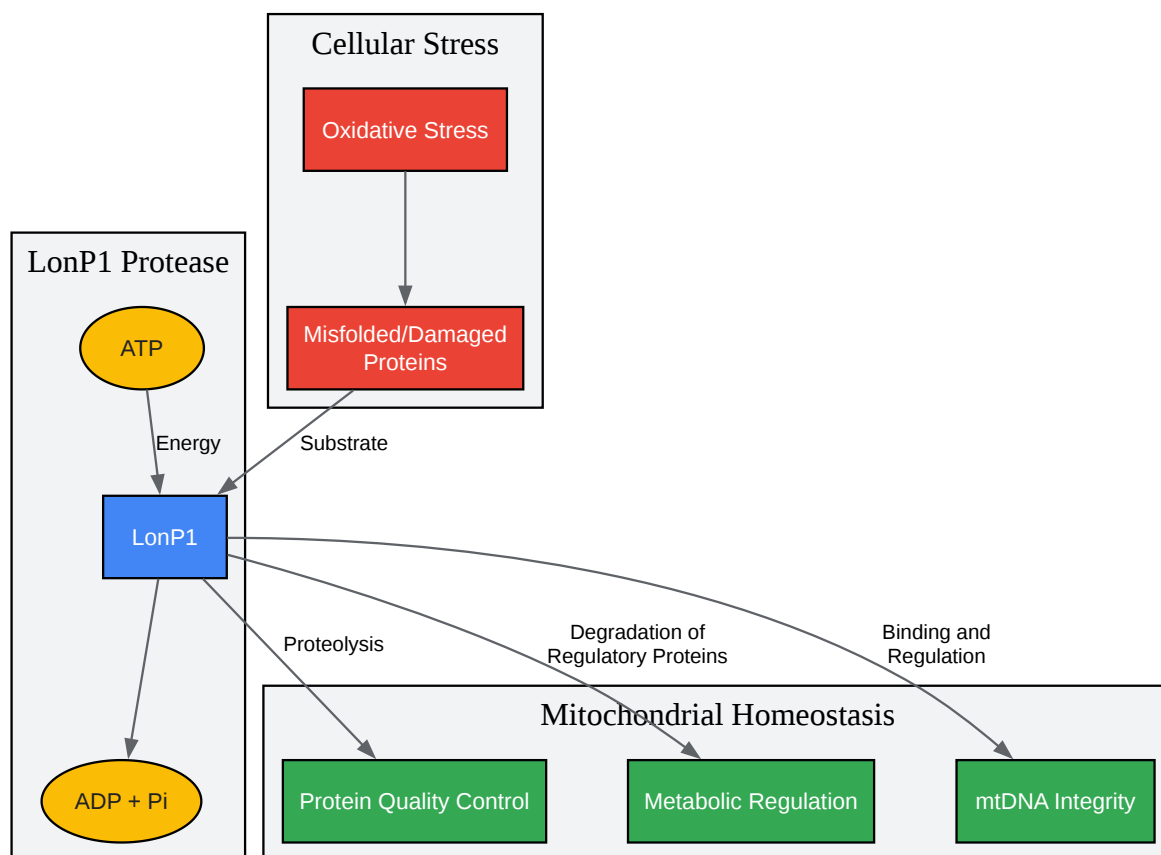 Cellular Stress
Oxidative Stress
LonP1 Protease
ATP
Misfolded/Damaged
Proteins
Energy
Substrate
LonP1
Proteolysis
Degradation of
Regulatory Proteins
Binding and
Regulation
Mitochondrial Homeostasis
ADP + Pi
Protein Quality Control
Metabolic Regulation
mtDNA Integrity